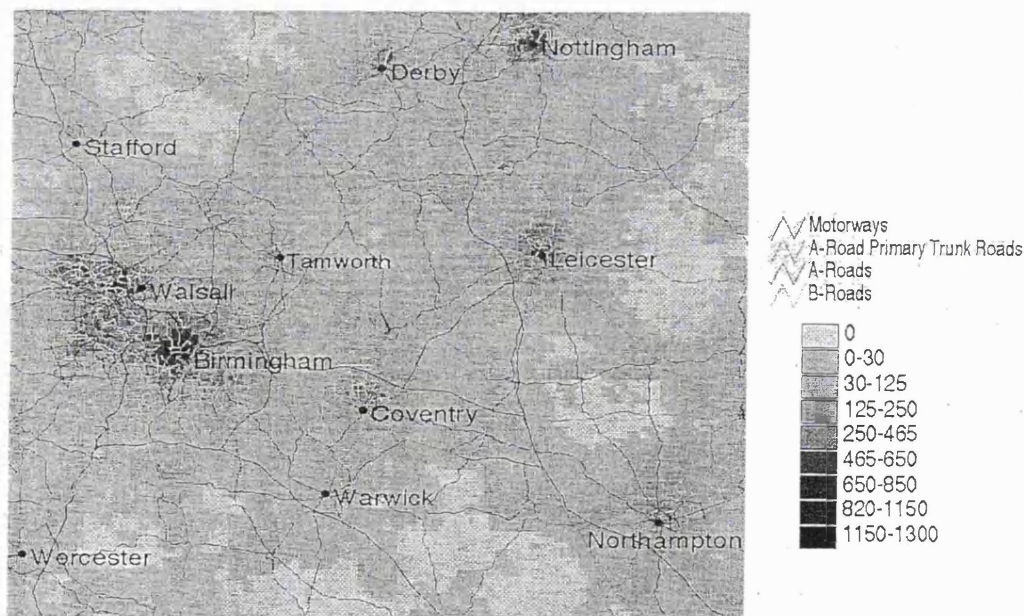 Nottingham
Derby
Stafford
Tamworth
Leicester
Walsall
Birmingham
Coventry
Warwick
Northampton
Worcester
Motorways
A-Road Primary Trunk Roads
A-Roads
B-Roads
0
0-30
30-125
125-250
250-465
465-650
650-850
820-1150
1150-1300